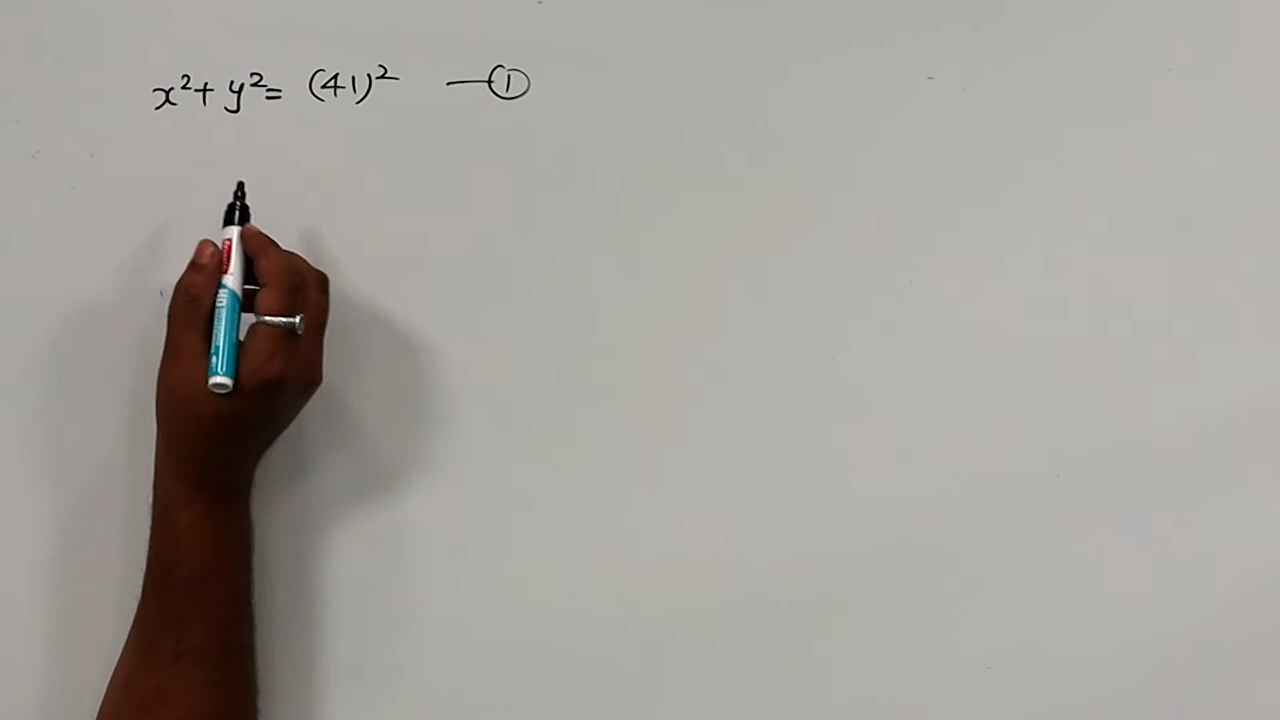 x² + y² = (41)² —①